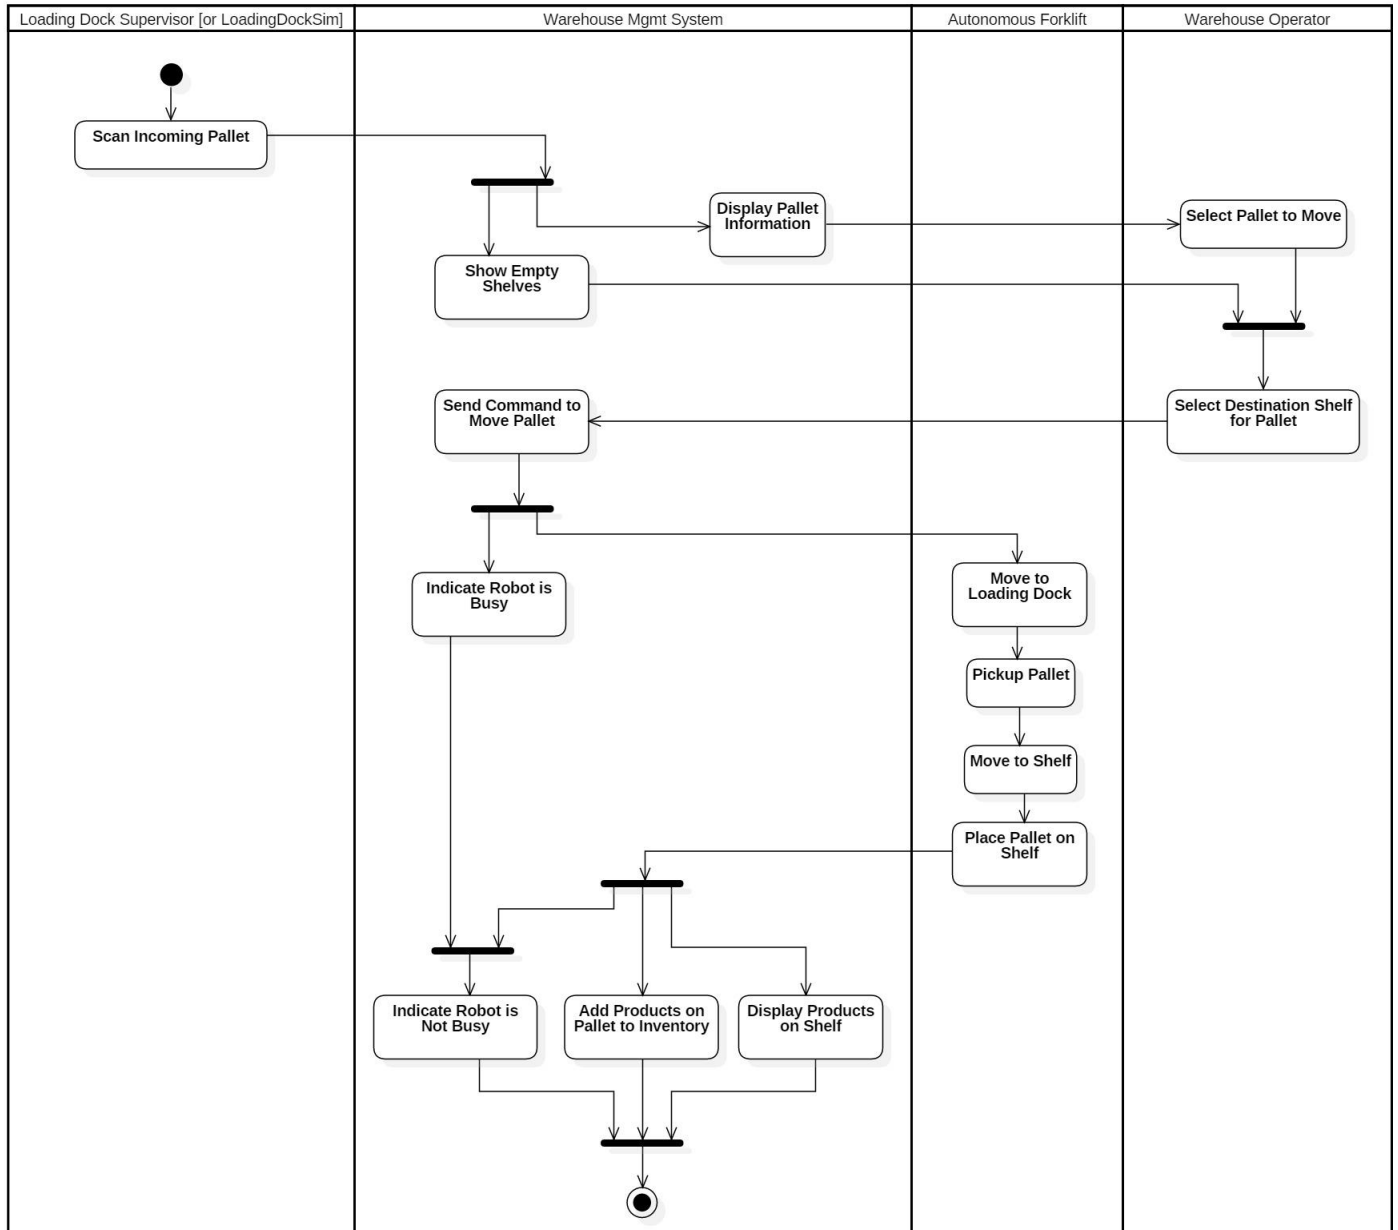 Loading Dock Supervisor [or LoadingDockSim]
Warehouse Mgmt System
Autonomous Forklift
Warehouse Operator
Scan Incoming Pallet
Display Pallet
Information
Select Pallet to Move
Show Empty
Shelves
Send Command to
Move Pallet
Select Destination Shelf
for Pallet
Indicate Robot is
Busy
Move to
Loading Dock
Pickup Pallet
Move to Shelf
Place Pallet on
Shelf
Indicate Robot is
Not Busy
Add Products on
Pallet to Inventory
Display Products
on Shelf